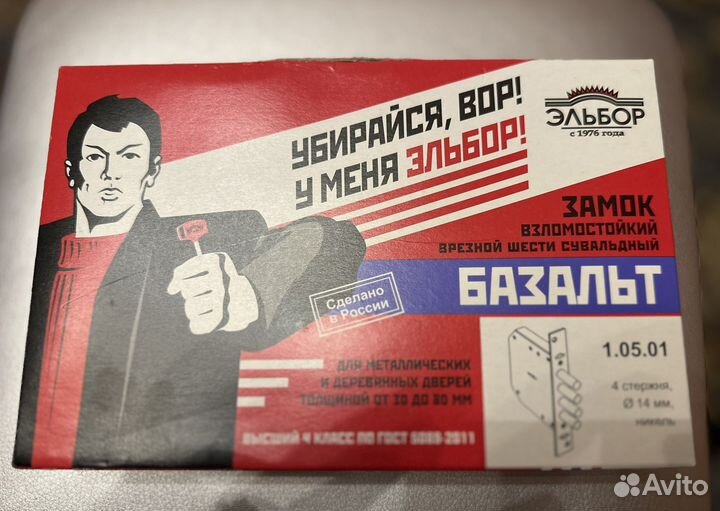 УБИРАЙСЯ, ВОР!
У МЕНЯ ЭЛЬБОР!
ЭЛЬБОР
с 1976 года
ЗАМОК
ВЗЛОМОСТОЙКИЙ
ВРЕЗНОЙ ШЕСТИ СУВАЛЬДНЫЙ
БАЗАЛЬТ
Сделано
в России
ДЛЯ МЕТАЛЛИЧЕСКИХ
И ДЕРЕВЯННЫХ ДВЕРЕЙ
ТОЛЩИНОЙ ОТ 30 ДО 80 ММ
ВЫСШИЙ 4 КЛАСС ПО ГОСТ 5089-2011
1.05.01
4 стержня,
Ø 14 мм,
никель
Avito